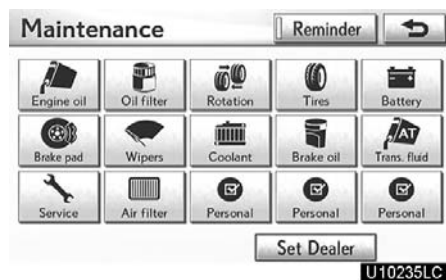 Maintenance Reminder
Engine oil Oil filter Rotation Tires Battery
Brake pad Wipers Coolant Brake oil Trans. fluid
AT
Service Air filter Personal Personal Personal
Set Dealer
U10235LC